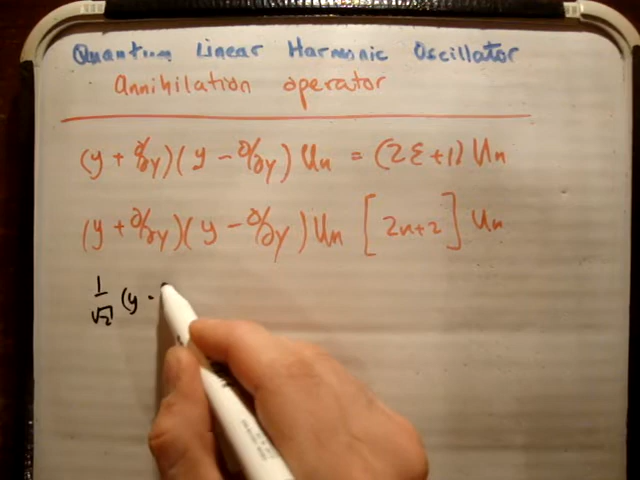 Quantum Linear Harmonic Oscillator
Annihilation operator
(y + ∂/∂y)(y - ∂/∂y) Un = (2ε+1) Un
(y + ∂/∂y)(y - ∂/∂y) Un [2n+2] Un
1/√2 (y -